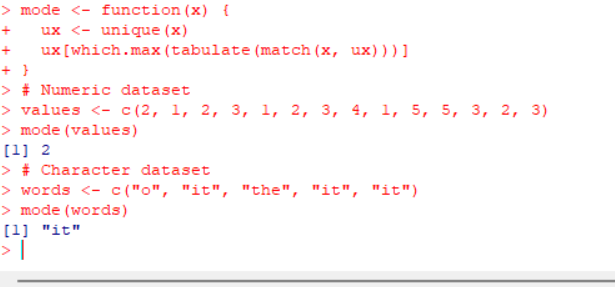 > mode <- function(x) {
+   ux <- unique(x)
+   ux[which.max(tabulate(match(x, ux)))]
+ }
> # Numeric dataset
> values <- c(2, 1, 2, 3, 1, 2, 3, 4, 1, 5, 5, 3, 2, 3)
> mode(values)
[1] 2
> # Character dataset
> words <- c("o", "it", "the", "it", "it")
> mode(words)
[1] "it"
>